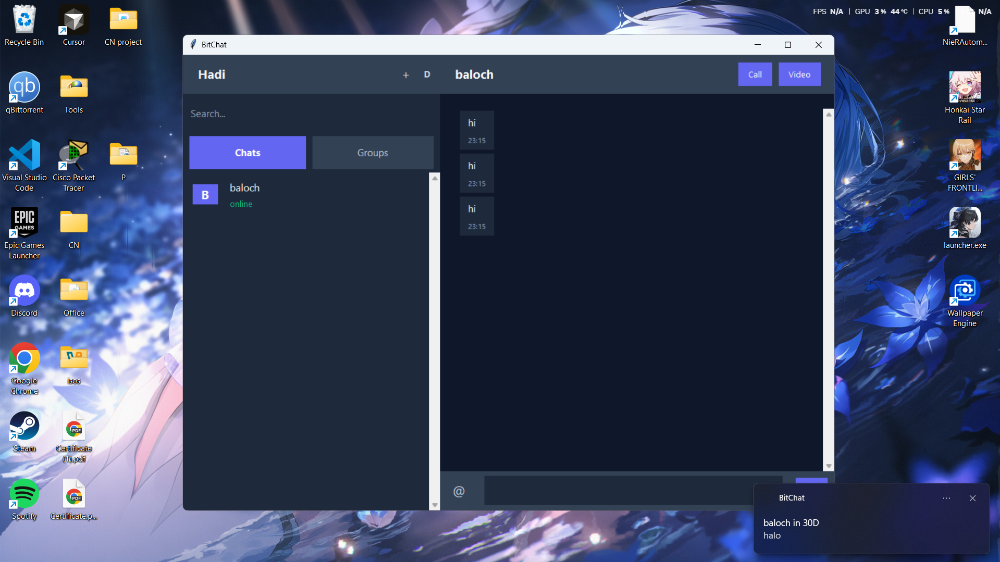 Recycle Bin
Cursor
CN project
qBittorrent
Tools
Visual Studio
Code
Cisco Packet
Tracer
P
EPIC
GAMES
Epic Games
Launcher
CN
Discord
Office
Google
Chrome
isos
Steam
PDF
Certificate
(1).pdf
Spotify
PDF
Certificate.p...
BitChat
Hadi
+
D
Search...
Chats
Groups
B
baloch
online
baloch
Call
Video
hi
23:15
hi
23:15
hi
23:15
@
BitChat
baloch in 30D
halo
FPS N/A | GPU 3 % 44 °C | CPU 5 % N/A
NieRAutom...
Honkai Star
Rail
GIRLS'
FRONTLI...
launcher.exe
Wallpaper
Engine